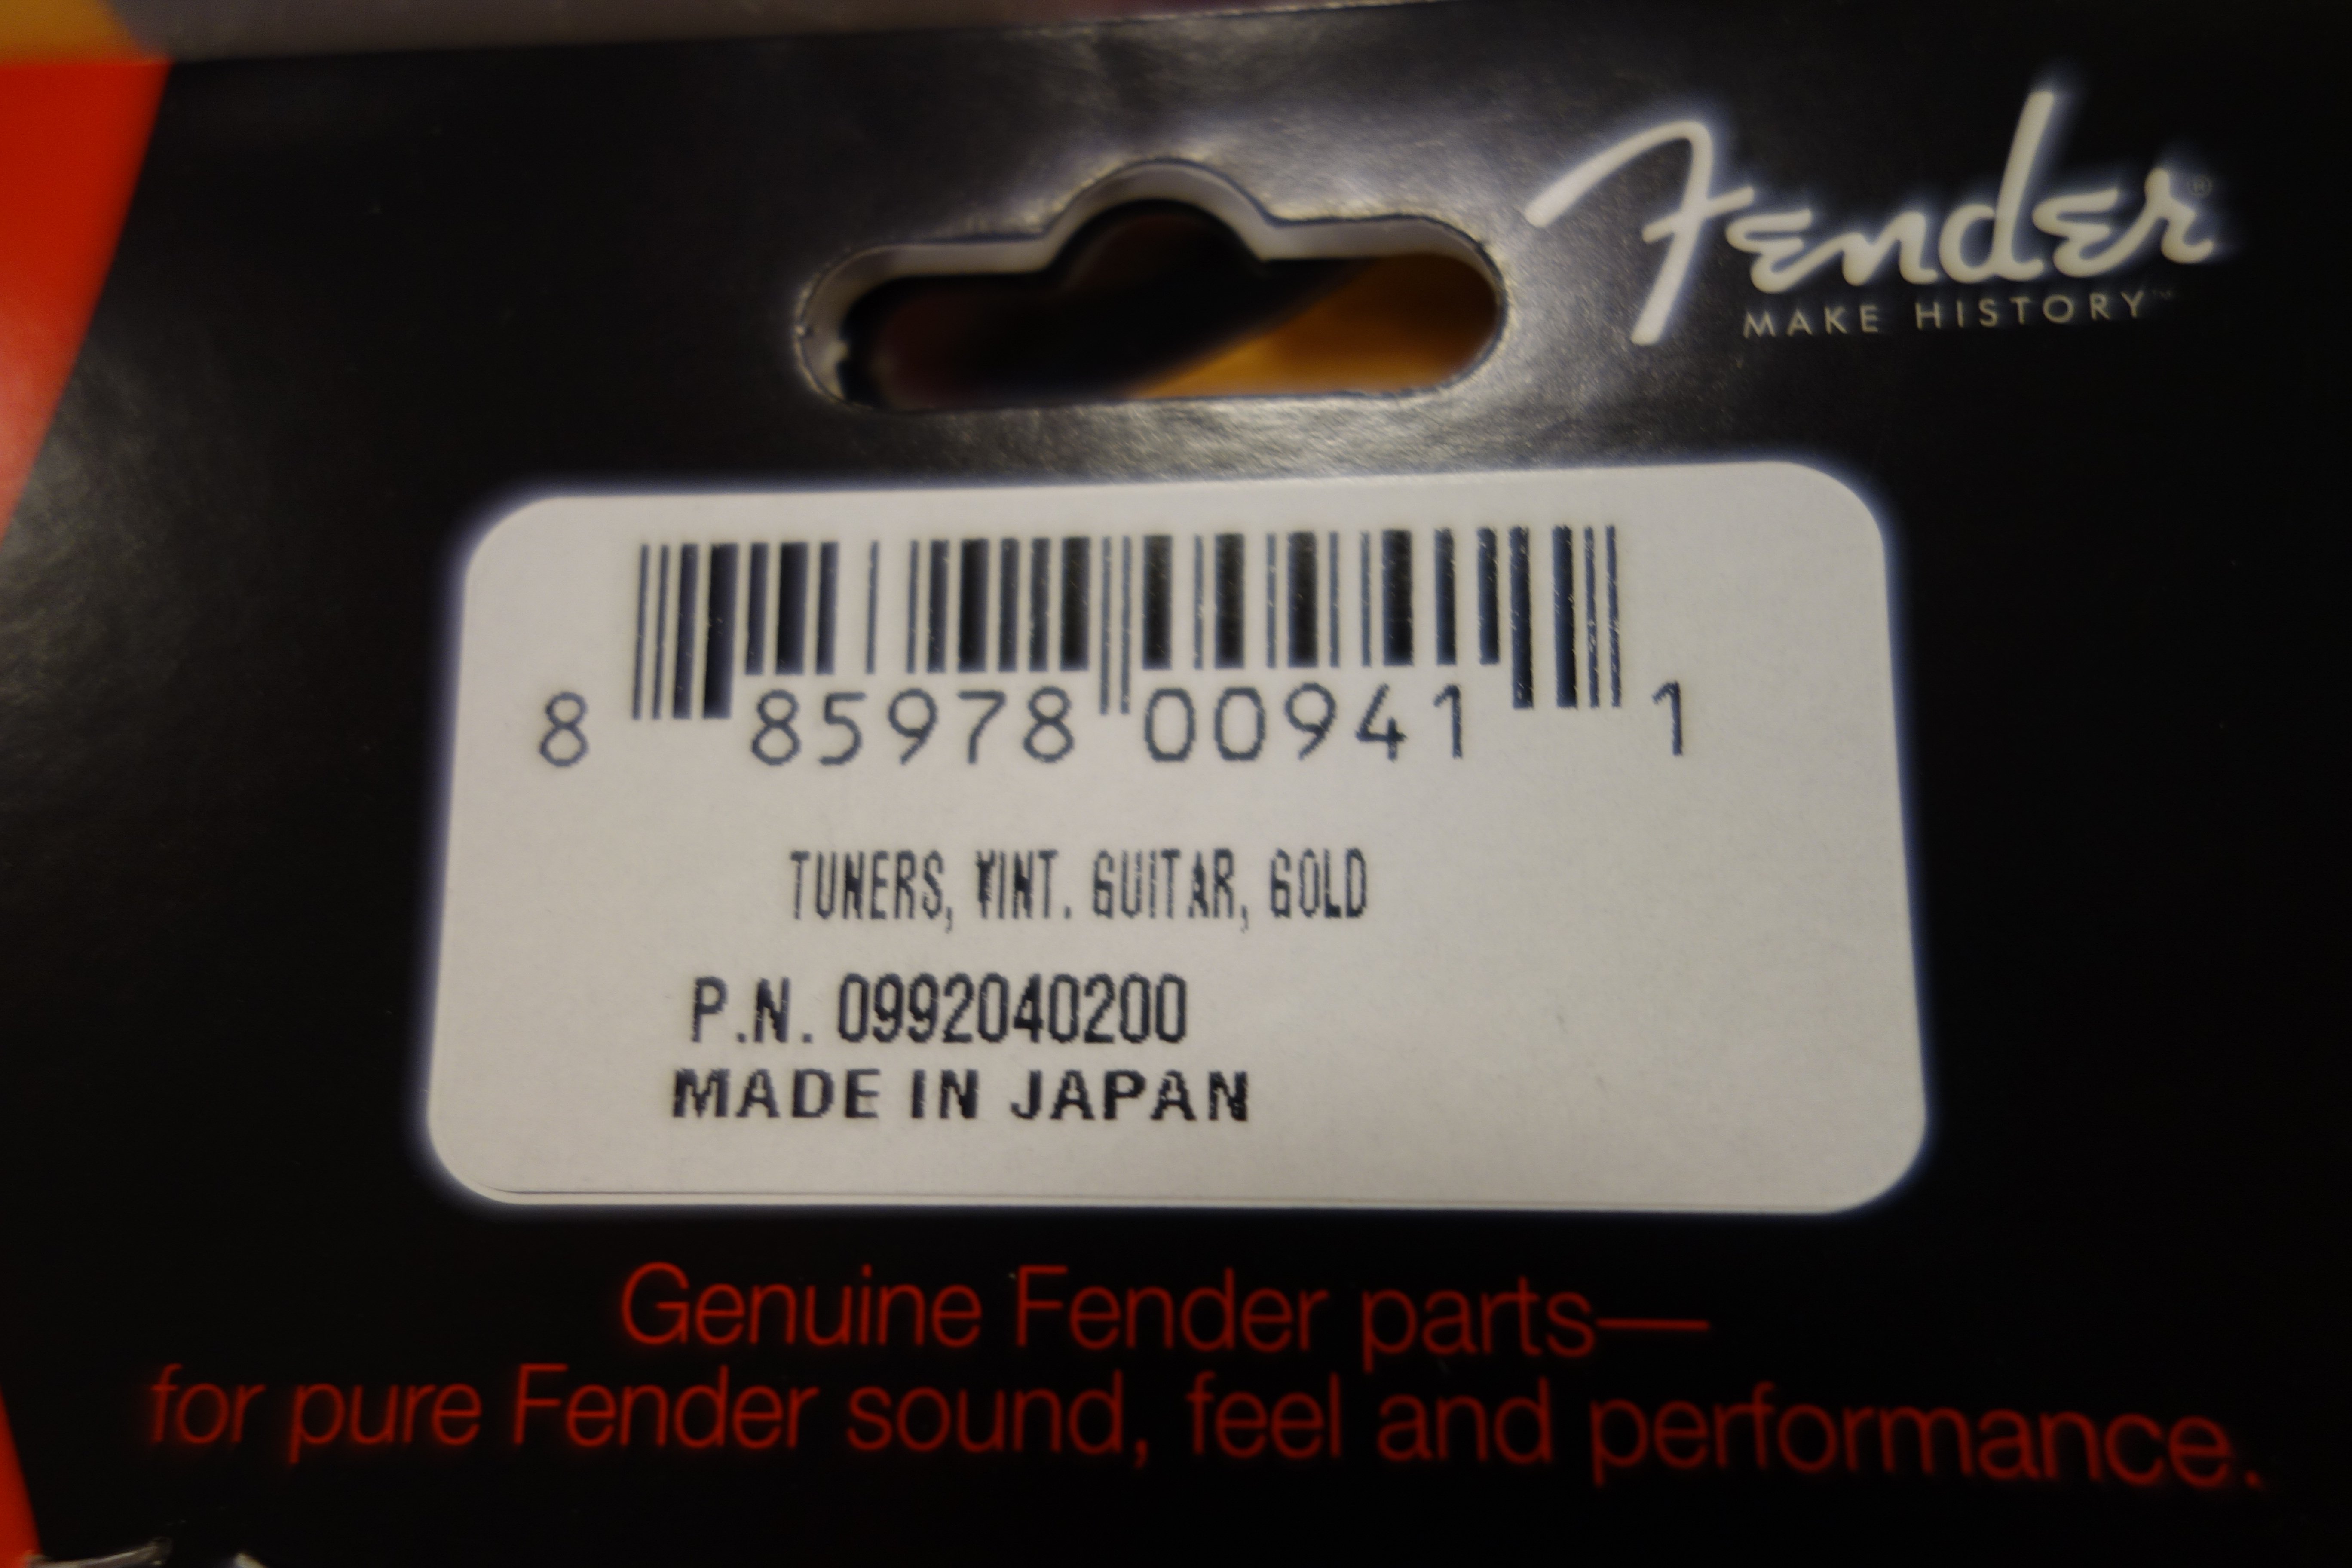 Fender®
MAKE HISTORY™
8 85978 00941 1
TUNERS, VINT. GUITAR, GOLD
P.N. 0992040200
MADE IN JAPAN
Genuine Fender parts—
for pure Fender sound, feel and performance.